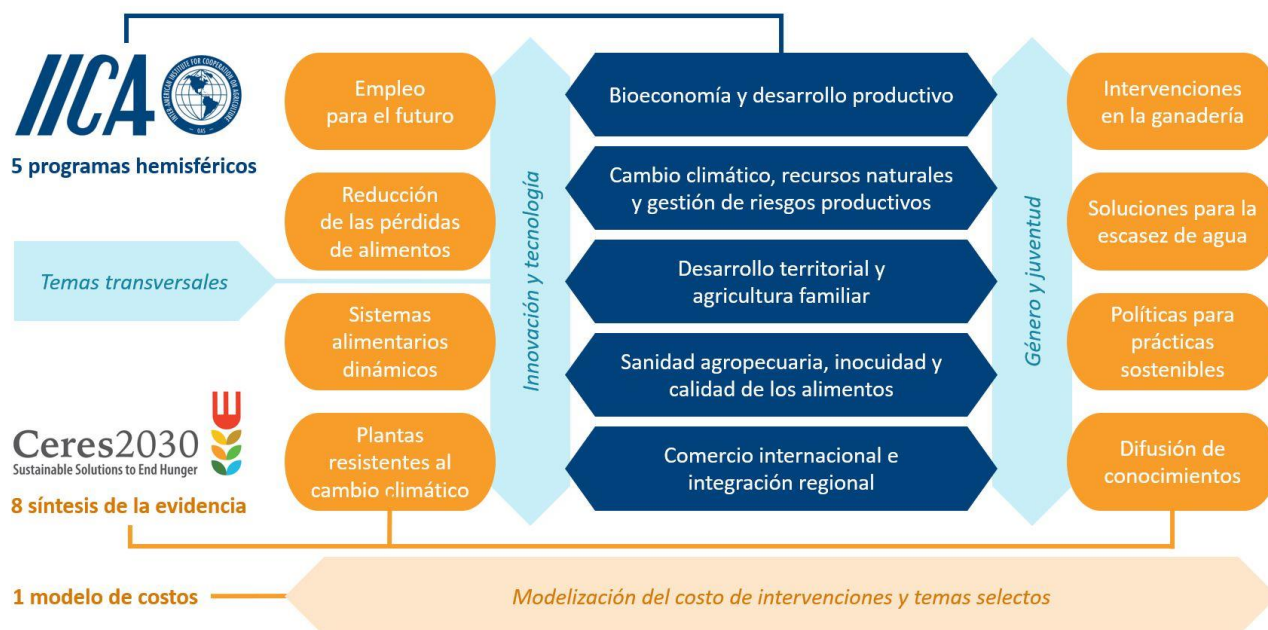 IICA
INTER-AMERICAN INSTITUTE FOR COOPERATION ON AGRICULTURE
OAS
5 programas hemisféricos
Temas transversales
Ceres2030
Sustainable Solutions to End Hunger
8 síntesis de la evidencia
1 modelo de costos
Empleo
para el futuro
Reducción
de las pérdidas
de alimentos
Sistemas
alimentarios
dinámicos
Plantas
resistentes al
cambio climático
Innovación y tecnología
Bioeconomía y desarrollo productivo
Cambio climático, recursos naturales
y gestión de riesgos productivos
Desarrollo territorial y
agricultura familiar
Sanidad agropecuaria, inocuidad y
calidad de los alimentos
Comercio internacional e
integración regional
Género y juventud
Intervenciones
en la ganadería
Soluciones para la
escasez de agua
Políticas para
prácticas
sostenibles
Difusión de
conocimientos
Modelización del costo de intervenciones y temas selectos